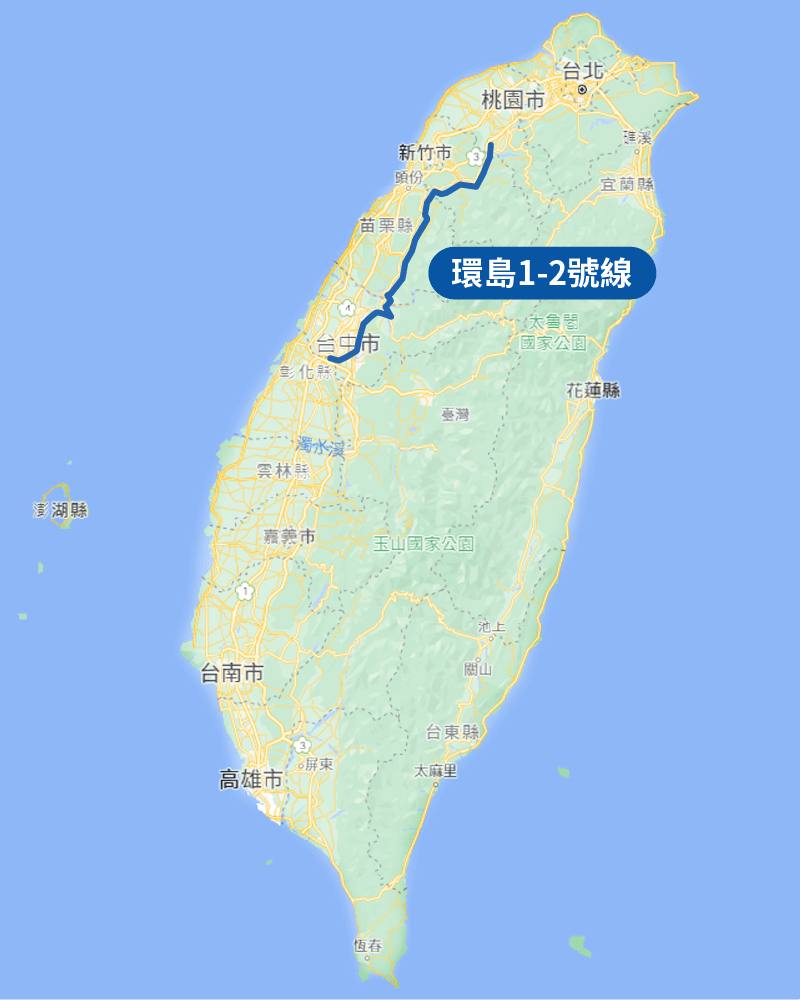 台北
桃園市
礁溪
新竹市
3
頭份
宜蘭縣
苗栗縣
環島1-2號線
4
太魯閣
國家公園
台中市
彰化縣
花蓮縣
臺灣
濁水溪
雲林縣
澎湖縣
嘉義市
玉山國家公園
1
池上
關山
台南市
台東縣
3
屏東
太麻里
高雄市
恆春